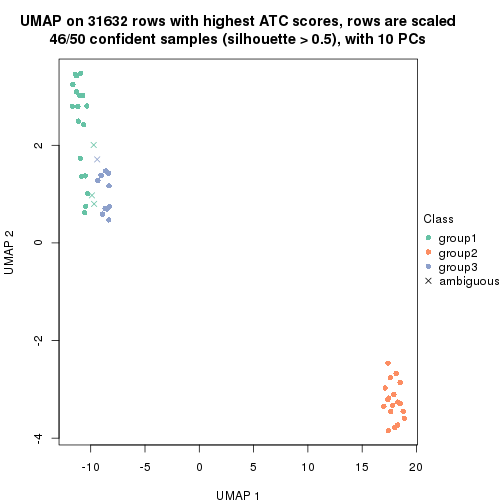 UMAP on 31632 rows with highest ATC scores, rows are scaled
46/50 confident samples (silhouette > 0.5), with 10 PCs
UMAP 2
2
0
-2
-4
-10
-5
0
5
10
15
20
UMAP 1
Class
group1
group2
group3
ambiguous